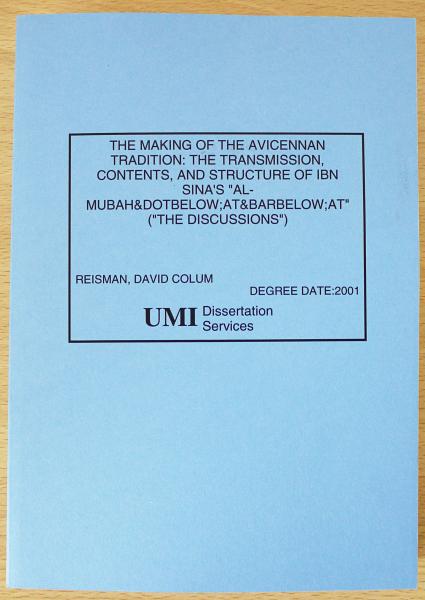 THE MAKING OF THE AVICENNAN
TRADITION: THE TRANSMISSION,
CONTENTS, AND STRUCTURE OF IBN
SINA'S "AL-
MUBAH&DOTBELOW;AT&BARBELOW;AT"
("THE DISCUSSIONS")
REISMAN, DAVID COLUM
DEGREE DATE:2001
UMI Dissertation
Services